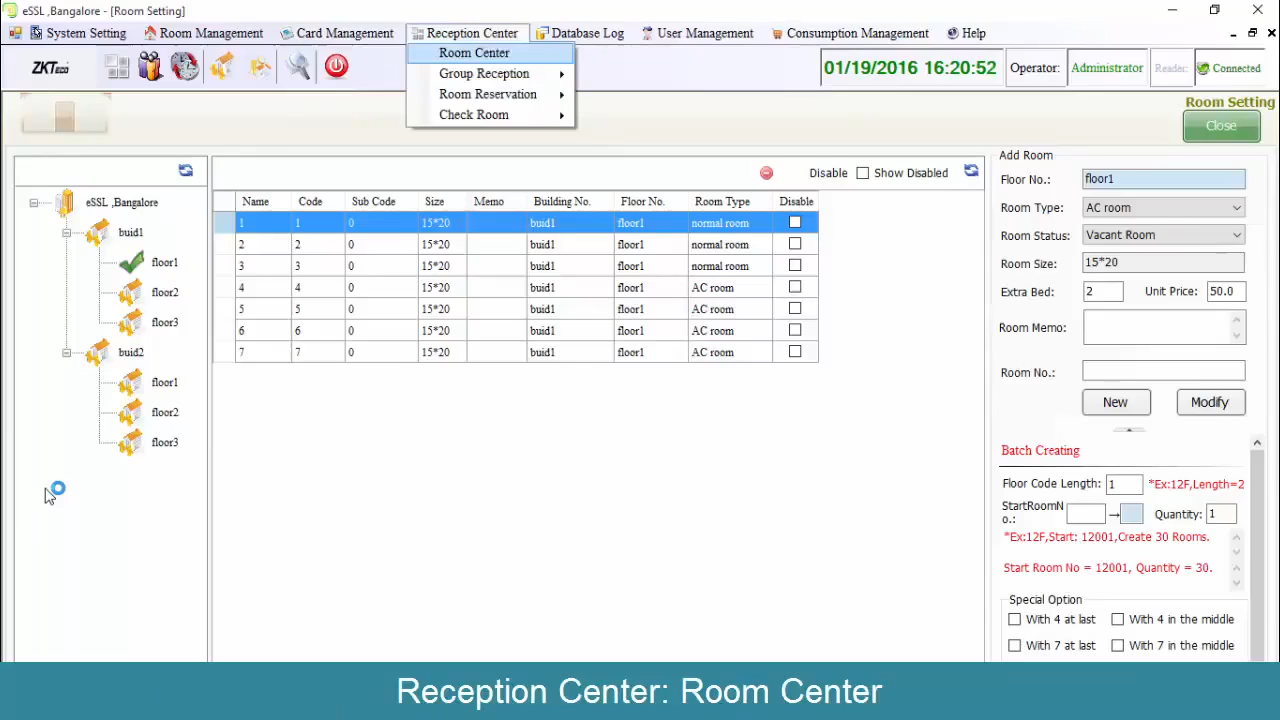 eSSL ,Bangalore - [Room Setting]
System Setting Room Management Card Management Reception Center Database Log User Management Consumption Management Help
ZKTeco
Room Center
Group Reception
Room Reservation
Check Room
01/19/2016 16:20:52 Operator: Administrator Reader: Connected
Room Setting
Close
Disable Show Disabled
eSSL ,Bangalore
buid1
floor1
floor2
floor3
buid2
floor1
floor2
floor3
Name Code Sub Code Size Memo Building No. Floor No. Room Type Disable
1 1 0 15*20 buid1 floor1 normal room
2 2 0 15*20 buid1 floor1 normal room
3 3 0 15*20 buid1 floor1 normal room
4 4 0 15*20 buid1 floor1 AC room
5 5 0 15*20 buid1 floor1 AC room
6 6 0 15*20 buid1 floor1 AC room
7 7 0 15*20 buid1 floor1 AC room
Add Room
Floor No.: floor1
Room Type: AC room
Room Status: Vacant Room
Room Size: 15*20
Extra Bed: 2 Unit Price: 50.0
Room Memo:
Room No.:
New Modify
Batch Creating
Floor Code Length: 1 *Ex:12F,Length=2
StartRoomN
o.: → Quantity: 1
*Ex:12F,Start: 12001,Create 30 Rooms.
Start Room No = 12001, Quantity = 30.
Special Option
With 4 at last With 4 in the middle
With 7 at last With 7 in the middle
Reception Center: Room Center